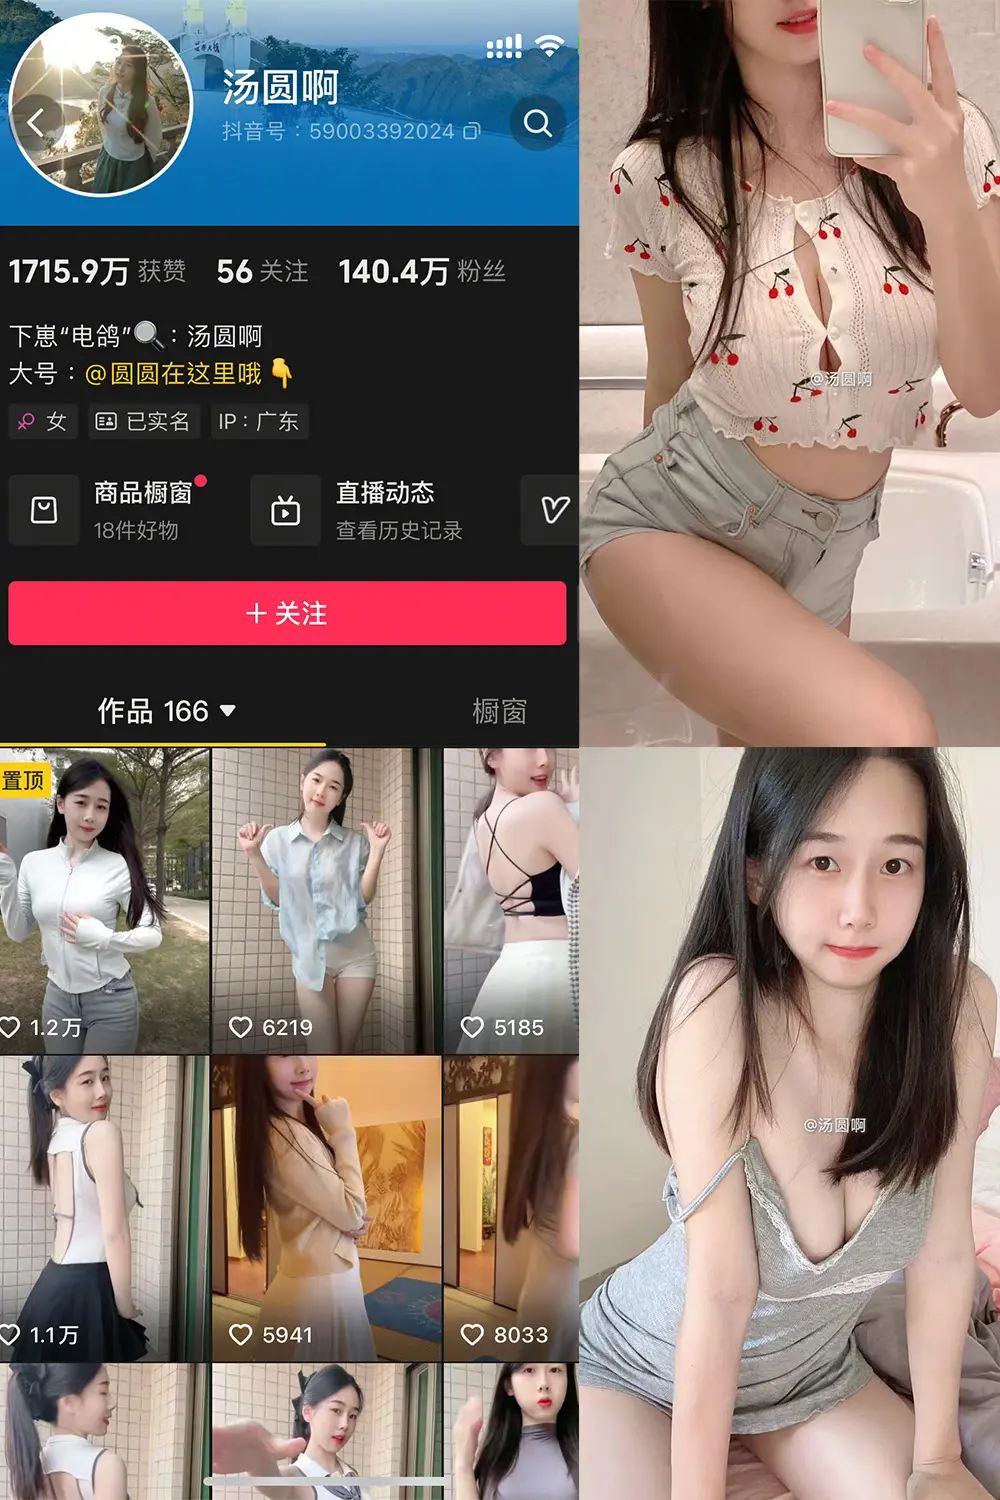 汤圆啊
抖音号：59003392024
1715.9万 获赞 56 关注 140.4万 粉丝
下崽“电鸽”🔍：汤圆啊
大号：@圆圆在这里哦👇
女 已实名 IP：广东
商品橱窗 直播动态
18件好物 查看历史记录
+ 关注
作品 166 橱窗
置顶
1.2万 6219 5185
1.1万 5941 8033
@汤圆啊
@汤圆啊